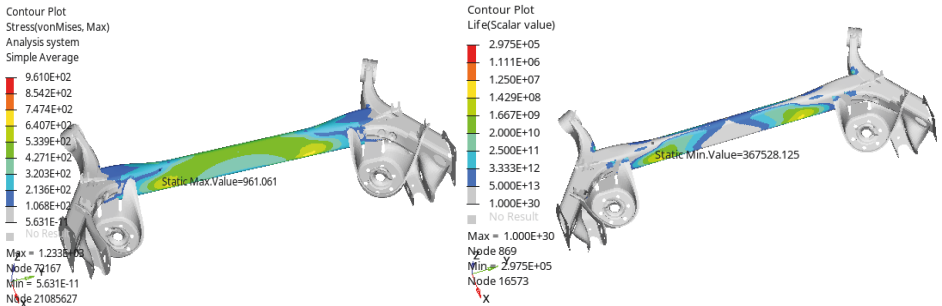 Contour Plot
Stress(vonMises, Max)
Analysis system
Simple Average
9.610E+02
8.542E+02
7.474E+02
6.407E+02
5.339E+02
4.271E+02
3.203E+02
2.136E+02
1.068E+02
5.631E-11
No Result
Max = 1.233E+03
Node 72167
Min = 5.631E-11
Node 21085627
Static Max.Value=961.061
Z
Y
X
Contour Plot
Life(Scalar value)
2.975E+05
1.111E+06
1.250E+07
1.429E+08
1.667E+09
2.000E+10
2.500E+11
3.333E+12
5.000E+13
1.000E+30
No Result
Max = 1.000E+30
Node 869
Min = 2.975E+05
Node 16573
Static Min.Value=367528.125
Z
Y
X